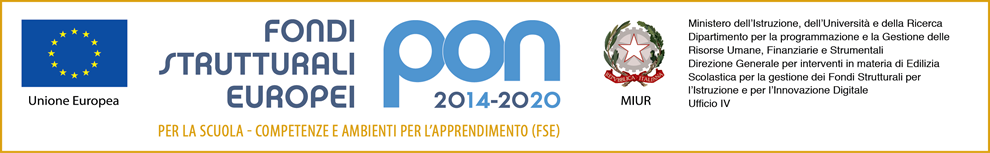 Unione Europea
FONDI
STRUTTURALI
EUROPEI
pon
2014-2020
PER LA SCUOLA - COMPETENZE E AMBIENTI PER L'APPRENDIMENTO (FSE)
REPVBBLICA ITALIANA
MIUR
Ministero dell'Istruzione, dell'Università e della Ricerca
Dipartimento per la programmazione e la Gestione delle
Risorse Umane, Finanziarie e Strumentali
Direzione Generale per interventi in materia di Edilizia
Scolastica per la gestione dei Fondi Strutturali per
l'Istruzione e per l'Innovazione Digitale
Ufficio IV